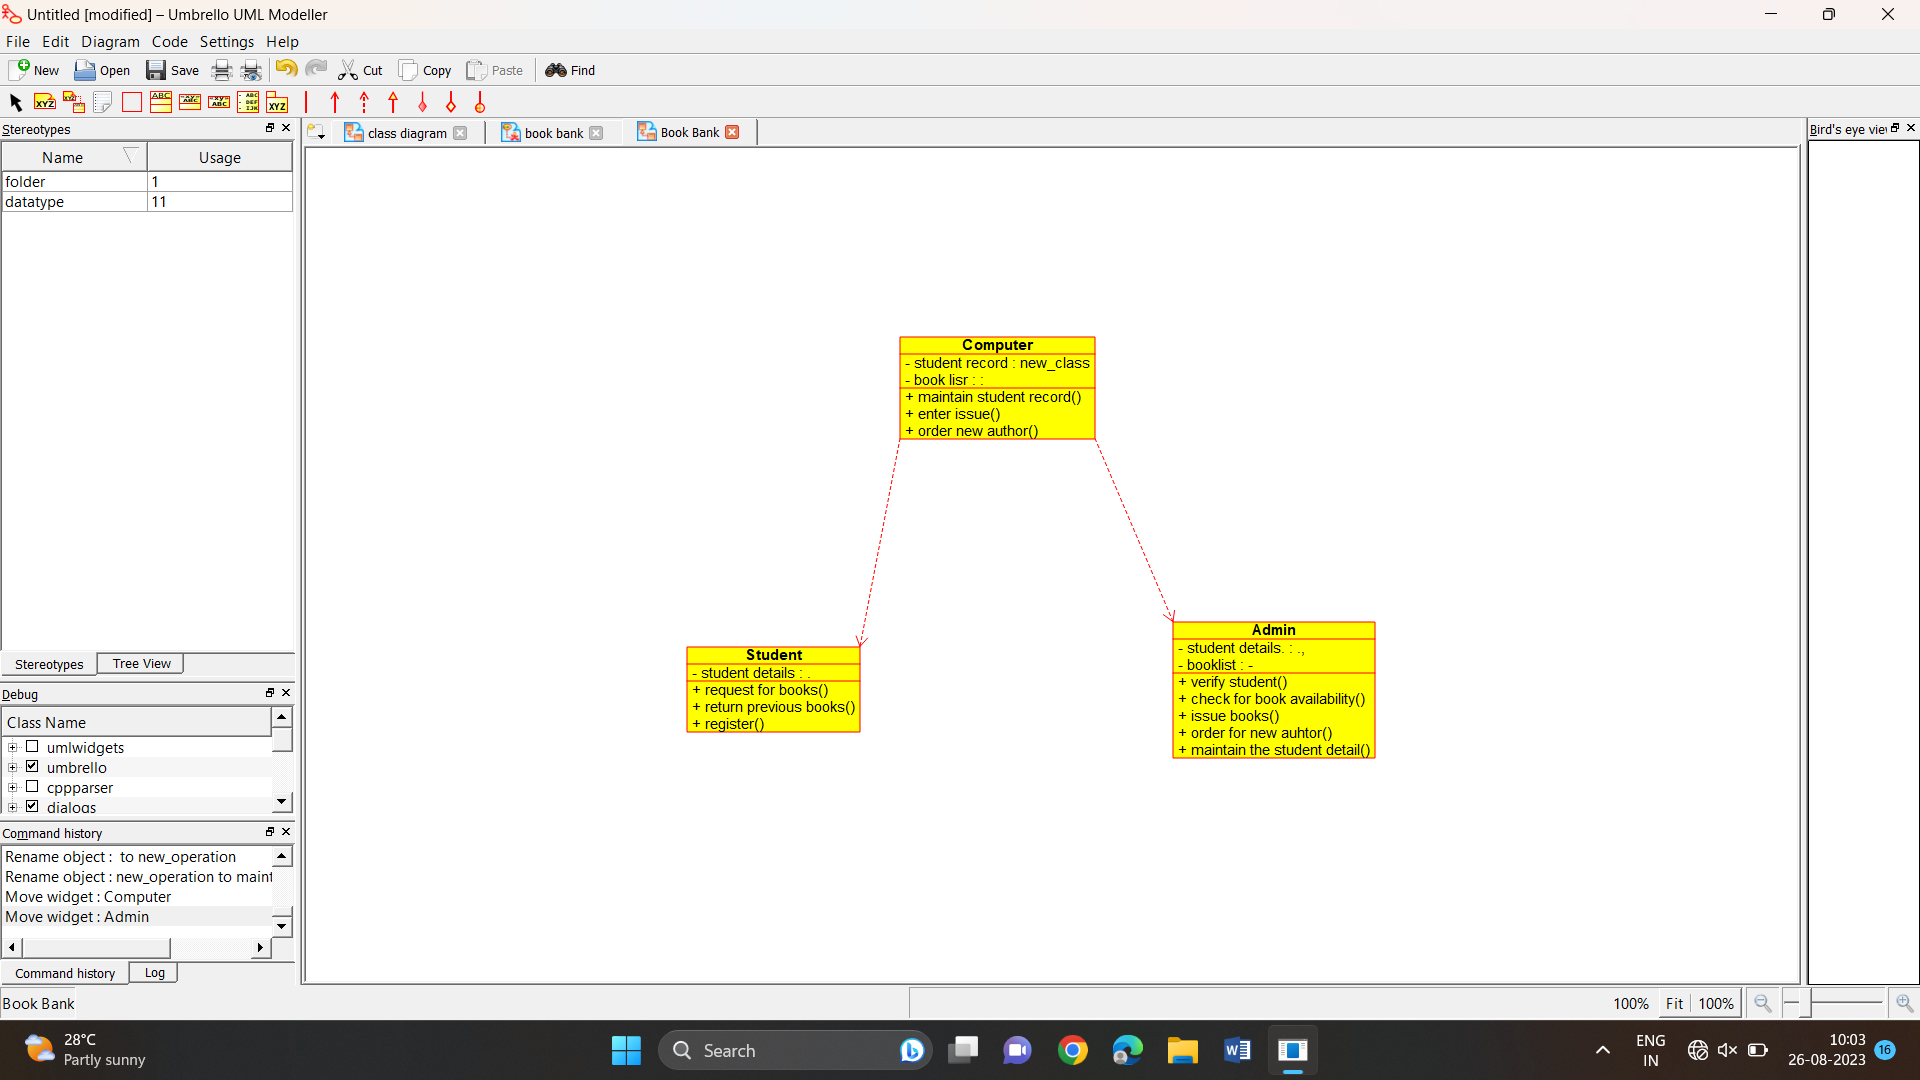 Untitled [modified] – Umbrello UML Modeller
File Edit Diagram Code Settings Help
New Open Save Cut Copy Paste Find
Stereotypes
Name Usage
folder 1
datatype 11
Stereotypes Tree View
Debug
Class Name
umlwidgets
umbrello
cppparser
dialogs
Command history
Rename object : to new_operation
Rename object : new_operation to maint
Move widget : Computer
Move widget : Admin
Command history Log
Book Bank
class diagram book bank Book Bank
Computer
- student record : new_class
- book lisr : :
+ maintain student record()
+ enter issue()
+ order new author()
Student
- student details : .
+ request for books()
+ return previous books()
+ register()
Admin
- student details. : .,
- booklist : -
+ verify student()
+ check for book availability()
+ issue books()
+ order for new auhtor()
+ maintain the student detail()
Bird's eye vie
100% Fit 100%
28°C
Partly sunny
Search
ENG
IN
10:03
26-08-2023
16